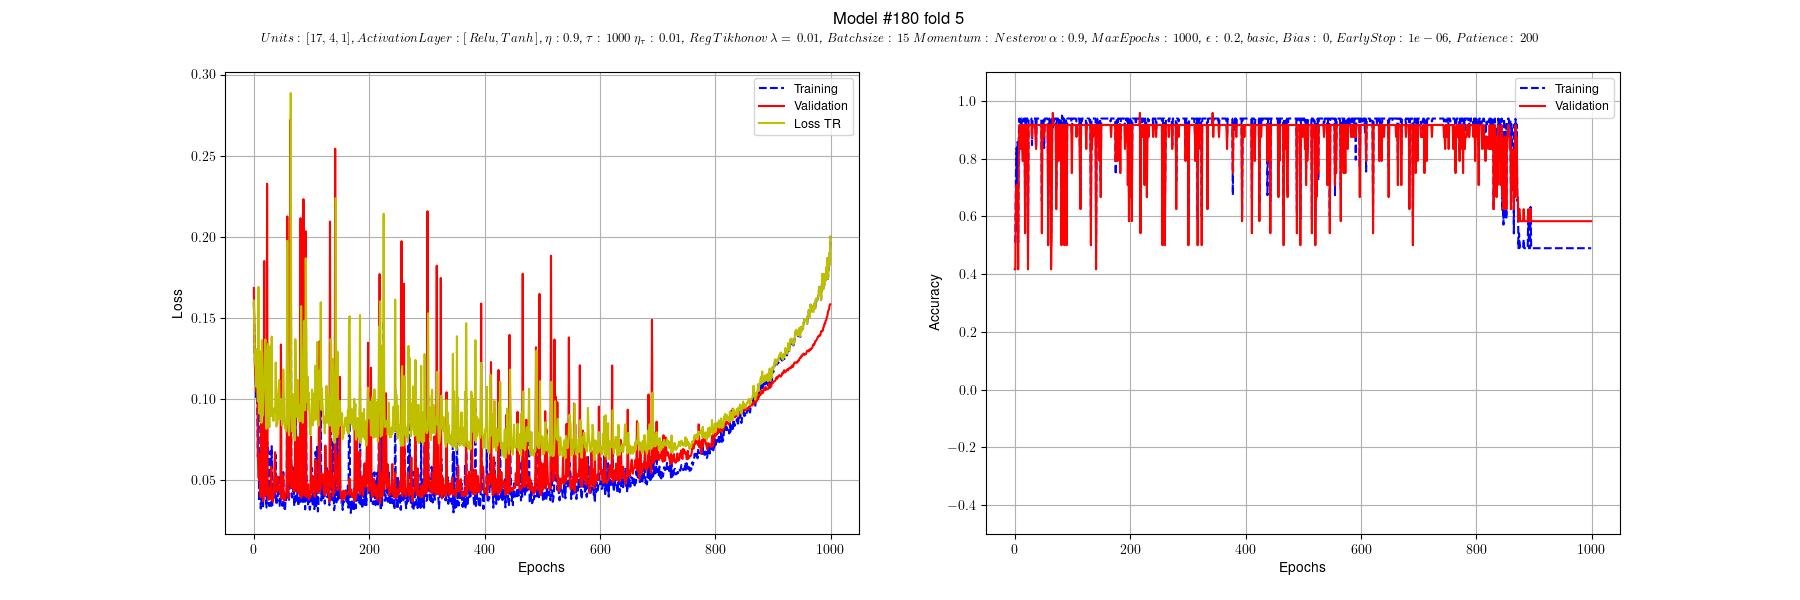 Model #180 fold 5
Units : [17, 4, 1], ActivationLayer : [ Relu, Tanh], η : 0.9, τ : 1000 η_τ : 0.01, Reg Tikhonov λ = 0.01, Batchsize : 15 Momentum : Nesterov α : 0.9, MaxEpochs : 1000, ϵ : 0.2, basic, Bias : 0, EarlyStop : 1e − 06, Patience : 200
0.30
0.25
0.20
0.15
0.10
0.05
Loss
0 200 400 600 800 1000
Epochs
Training
Validation
Loss TR
1.0
0.8
0.6
0.4
0.2
0.0
−0.2
−0.4
Accuracy
0 200 400 600 800 1000
Epochs
Training
Validation